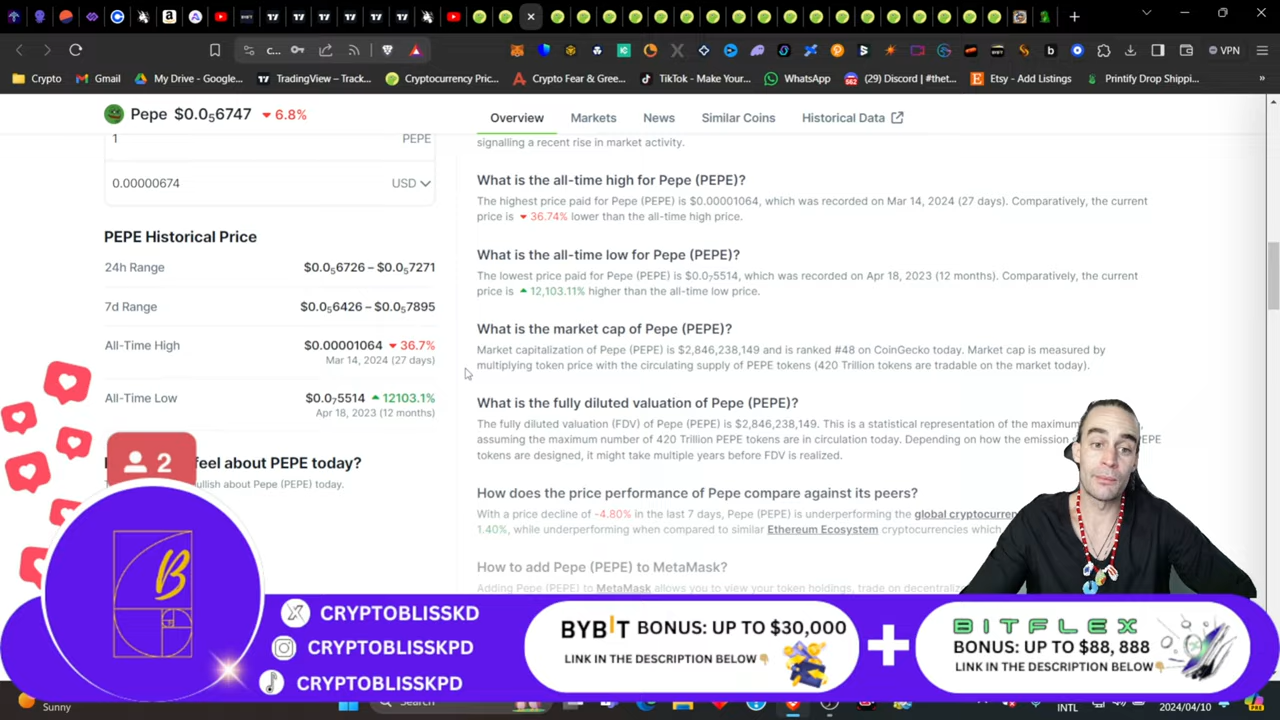 c...
VPN
Crypto
Gmail
My Drive - Google...
TradingView – Track...
Cryptocurrency Pric...
Crypto Fear & Gree...
TikTok - Make Your...
WhatsApp
(29) Discord | #thet...
Etsy - Add Listings
Printify Drop Shippi...
»
Pepe $0.0₅6747 ▼ 6.8%
Overview
Markets
News
Similar Coins
Historical Data
1
PEPE
0.00000674
USD
PEPE Historical Price
24h Range
$0.0₅6726 – $0.0₅7271
7d Range
$0.0₅6426 – $0.0₅7895
All-Time High
$0.00001064 ▼ 36.7%
Mar 14, 2024 (27 days)
All-Time Low
$0.0₇5514 ▲ 12103.1%
Apr 18, 2023 (12 months)
feel about PEPE today?
ullish about Pepe (PEPE) today.
signalling a recent rise in market activity.
What is the all-time high for Pepe (PEPE)?
The highest price paid for Pepe (PEPE) is $0.00001064, which was recorded on Mar 14, 2024 (27 days). Comparatively, the current
price is ▼ 36.74% lower than the all-time high price.
What is the all-time low for Pepe (PEPE)?
The lowest price paid for Pepe (PEPE) is $0.0₇5514, which was recorded on Apr 18, 2023 (12 months). Comparatively, the current
price is ▲ 12,103.11% higher than the all-time low price.
What is the market cap of Pepe (PEPE)?
Market capitalization of Pepe (PEPE) is $2,846,238,149 and is ranked #48 on CoinGecko today. Market cap is measured by
multiplying token price with the circulating supply of PEPE tokens (420 Trillion tokens are tradable on the market today).
What is the fully diluted valuation of Pepe (PEPE)?
The fully diluted valuation (FDV) of Pepe (PEPE) is $2,846,238,149. This is a statistical representation of the maximum
assuming the maximum number of 420 Trillion PEPE tokens are in circulation today. Depending on how the emission PEPE
tokens are designed, it might take multiple years before FDV is realized.
How does the price performance of Pepe compare against its peers?
With a price decline of -4.80% in the last 7 days, Pepe (PEPE) is underperforming the global cryptocurren
1.40%, while underperforming when compared to similar Ethereum Ecosystem cryptocurrencies which
How to add Pepe (PEPE) to MetaMask?
Adding Pepe (PEPE) to MetaMask allows you to view your token holdings, trade on decentraliz
2
B
CRYPTOBLISSKD
CRYPTOBLISSKPD
CRYPTOBLISSKPD
BYBIT BONUS: UP TO $30,000
LINK IN THE DESCRIPTION BELOW
BITFLEX
BONUS: UP TO $88, 888
LINK IN THE DESCRIPTION BELOW
Sunny
Search
INTL
2024/04/10